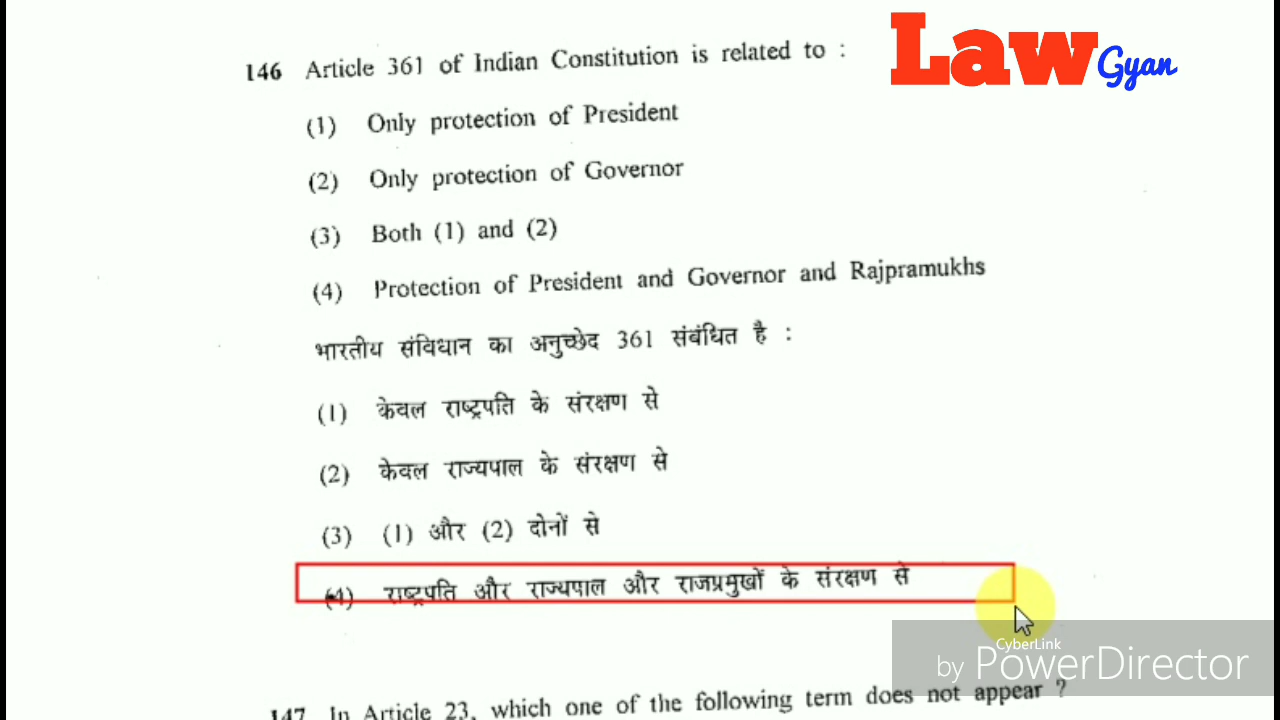 Law
Gyan
146 Article 361 of Indian Constitution is related to :
(1) Only protection of President
(2) Only protection of Governor
(3) Both (1) and (2)
(4) Protection of President and Governor and Rajpramukhs
भारतीय संविधान का अनुच्छेद 361 संबंधित है :
(1) केवल राष्ट्रपति के संरक्षण से
(2) केवल राज्यपाल के संरक्षण से
(3) (1) और (2) दोनों से
(4) राष्ट्रपति और राज्यपाल और राजप्रमुखों के संरक्षण से
CyberLink
by PowerDirector
147 In Article 23, which one of the following term does not appear ?